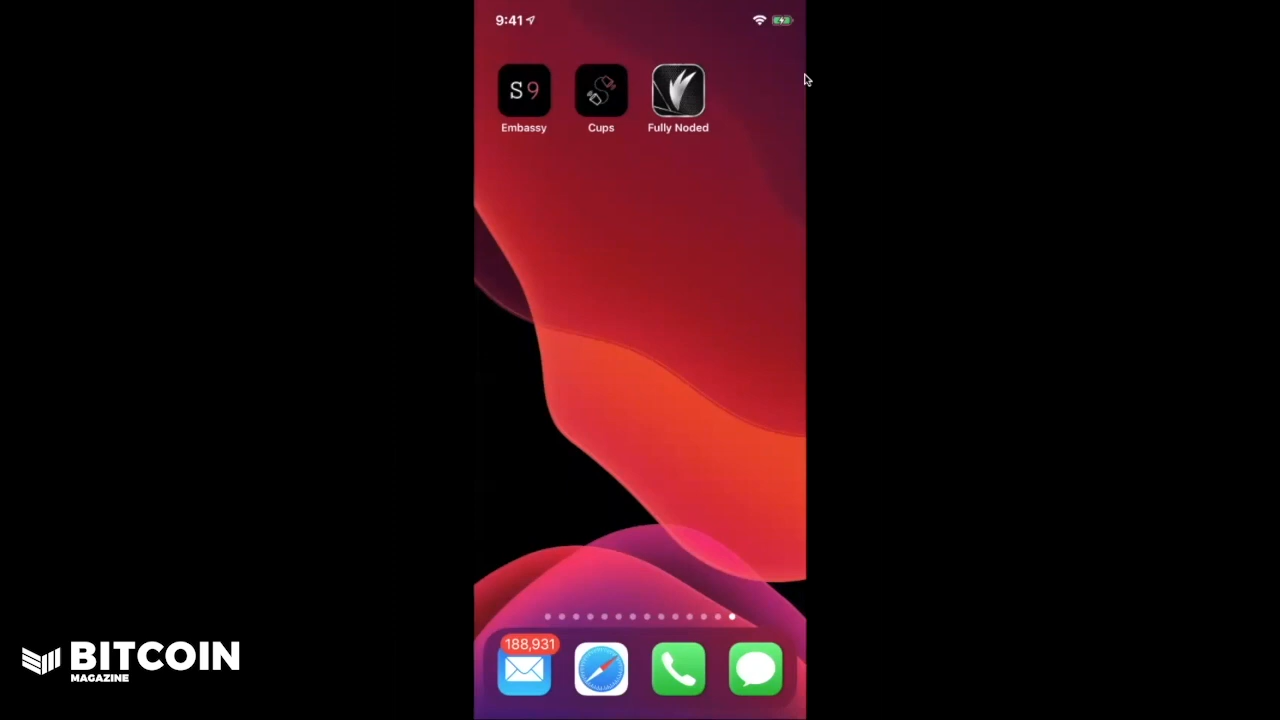 9:41
S9
Embassy
Cups
Fully Noded
188,931
BITCOIN
MAGAZINE